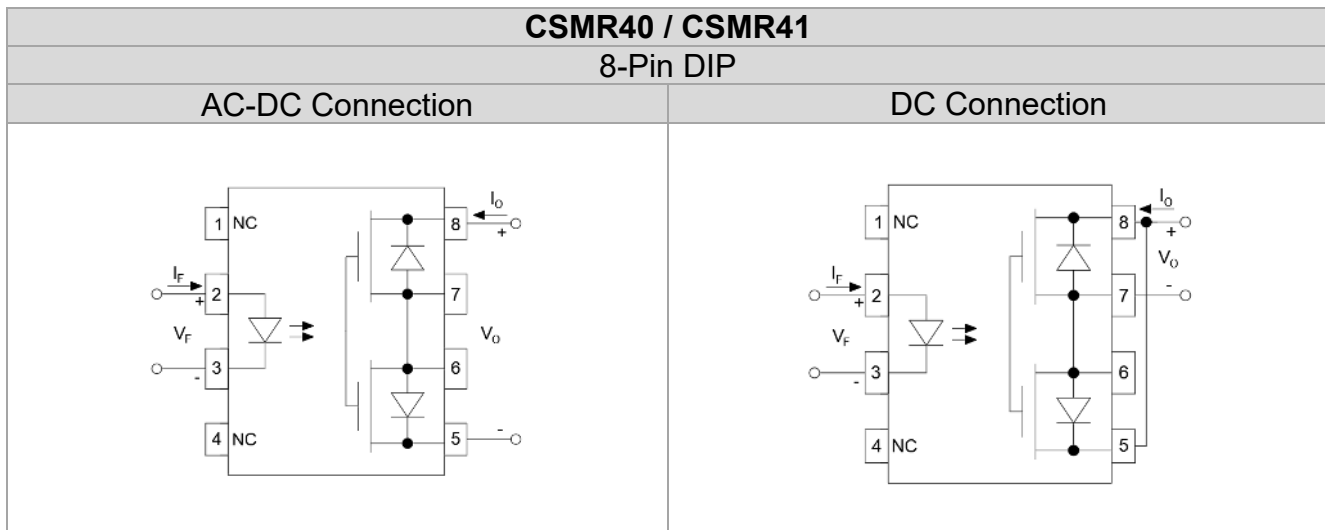 CSMR40 / CSMR41
8-Pin DIP
AC-DC Connection
DC Connection
1 NC
I_F
2
+
V_F
3
-
4 NC
I_O
8
+
7
V_O
6
5
-
1 NC
I_F
2
+
V_F
3
-
4 NC
I_O
8
+
V_O
7
-
6
5